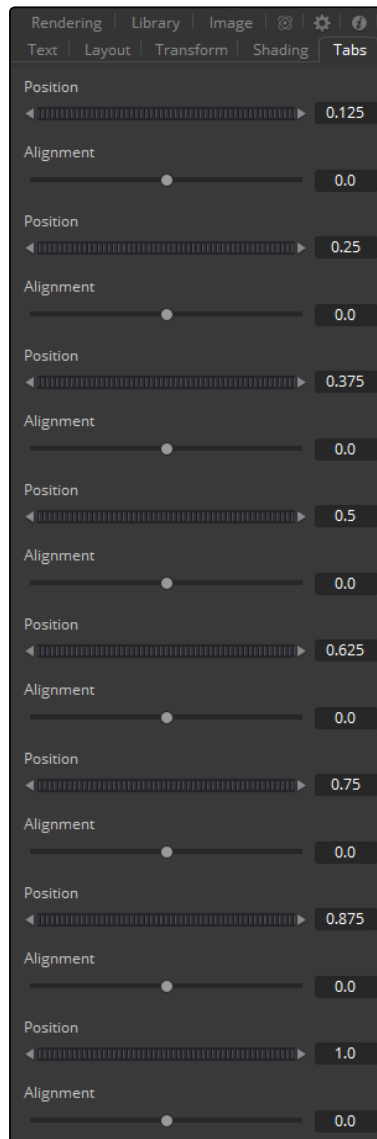 Rendering Library Image
Text Layout Transform Shading Tabs
Position
0.125
Alignment
0.0
Position
0.25
Alignment
0.0
Position
0.375
Alignment
0.0
Position
0.5
Alignment
0.0
Position
0.625
Alignment
0.0
Position
0.75
Alignment
0.0
Position
0.875
Alignment
0.0
Position
1.0
Alignment
0.0